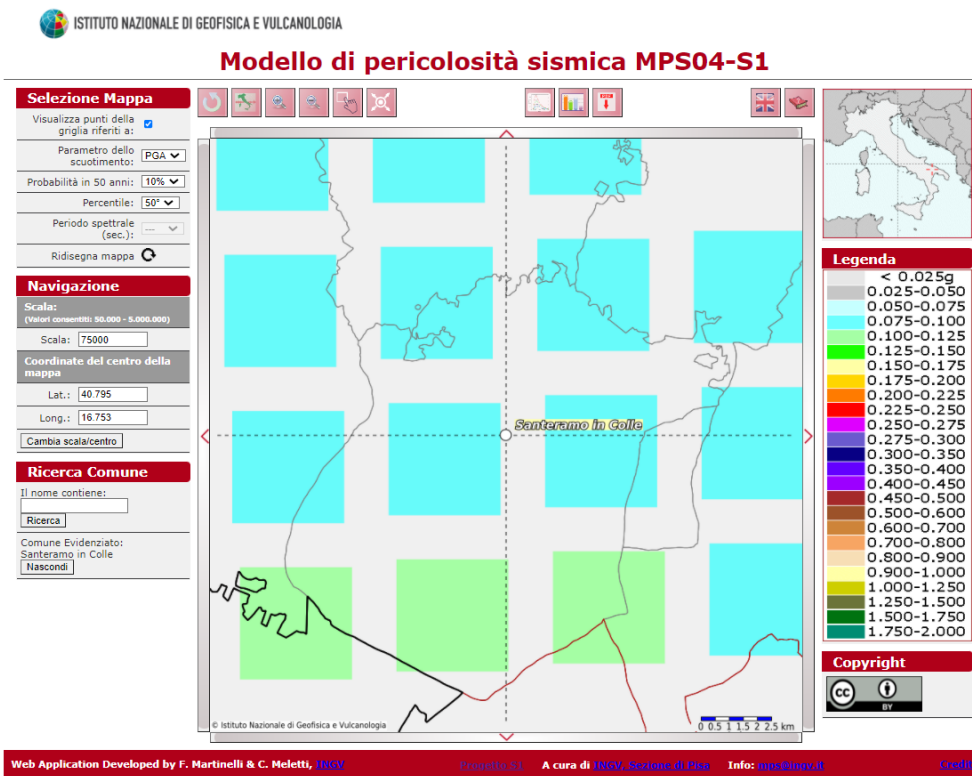 ISTITUTO NAZIONALE DI GEOFISICA E VULCANOLOGIA
Modello di pericolosità sismica MPS04-S1
Selezione Mappa
Visualizza punti della
griglia riferiti a:
Parametro dello
scuotimento:
PGA
Probabilità in 50 anni:
10%
Percentile:
50°
Periodo spettrale
(sec.):
---
Ridisegna mappa
Navigazione
Scala:
(Valori consentiti: 50.000 - 5.000.000)
Scala:
75000
Coordinate del centro della
mappa
Lat.:
40.795
Long.:
16.753
Cambia scala/centro
Ricerca Comune
Il nome contiene:
Ricerca
Comune Evidenziato:
Santeramo in Colle
Nascondi
Santeramo in Colle
© Istituto Nazionale di Geofisica e Vulcanologia
0 0.5 1 1.5 2 2.5 km
Legenda
< 0.025g
0.025-0.050
0.050-0.075
0.075-0.100
0.100-0.125
0.125-0.150
0.150-0.175
0.175-0.200
0.200-0.225
0.225-0.250
0.250-0.275
0.275-0.300
0.300-0.350
0.350-0.400
0.400-0.450
0.450-0.500
0.500-0.600
0.600-0.700
0.700-0.800
0.800-0.900
0.900-1.000
1.000-1.250
1.250-1.500
1.500-1.750
1.750-2.000
Copyright
CC
BY
Web Application Developed by F. Martinelli & C. Meletti, INGV
Progetto S1
A cura di INGV, Sezione di Pisa
Info: mps@ingv.it
Credit